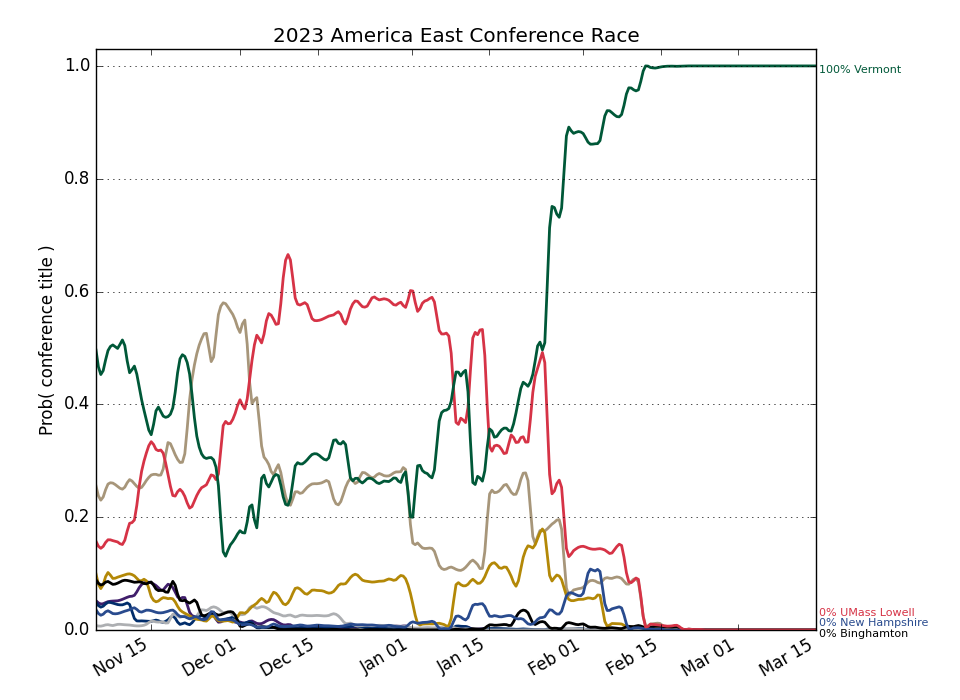 2023 America East Conference Race
Prob( conference title )
1.0
0.8
0.6
0.4
0.2
0.0
Nov 15
Dec 01
Dec 15
Jan 01
Jan 15
Feb 01
Feb 15
Mar 01
Mar 15
100% Vermont
0% UMass Lowell
0% New Hampshire
0% Binghamton